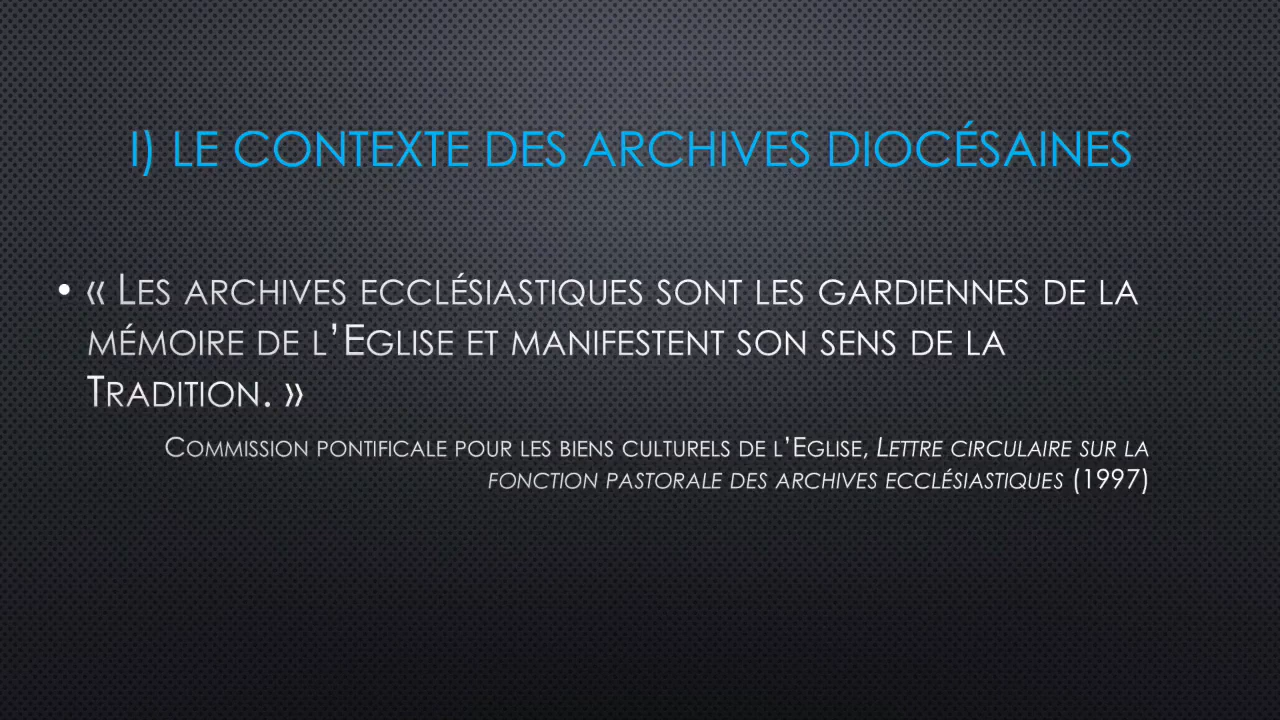 I) LE CONTEXTE DES ARCHIVES DIOCÉSAINES
• « Les archives ecclésiastiques sont les gardiennes de la
mémoire de l’Eglise et manifestent son sens de la
Tradition. »
Commission pontificale pour les biens culturels de l’Eglise, Lettre circulaire sur la
fonction pastorale des archives ecclésiastiques (1997)